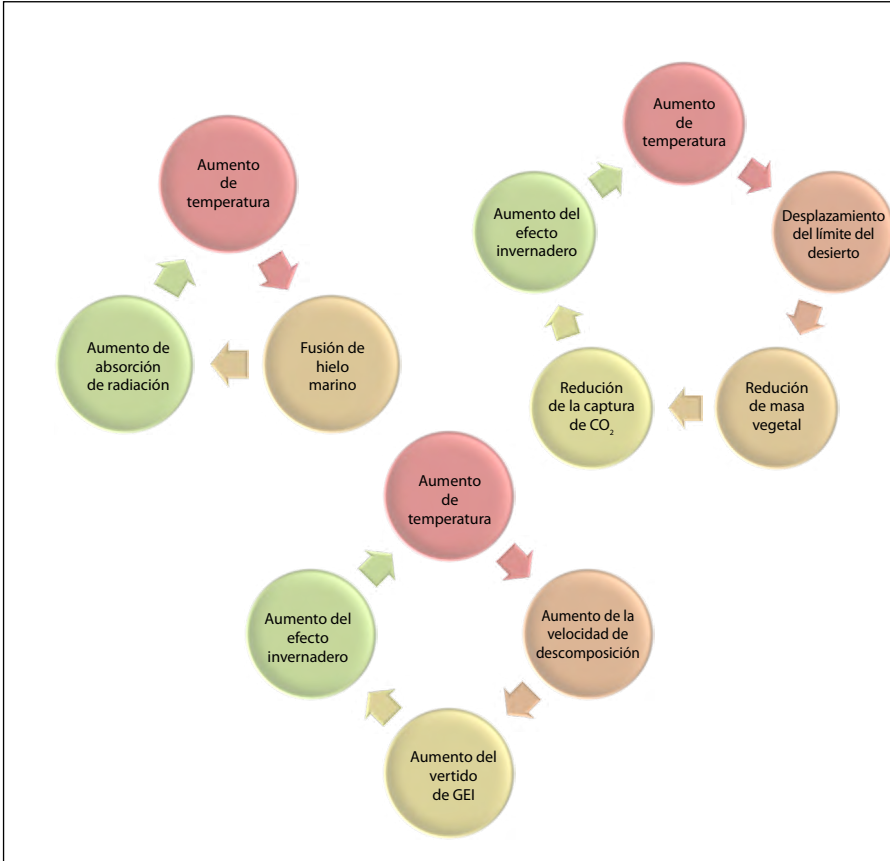 Aumento
de
temperatura
Fusión de
hielo
marino
Aumento de
absorción
de radiación
Aumento
de
temperatura
Desplazamiento
del límite del
desierto
Redución
de masa
vegetal
Redución
de la captura
de CO₂
Aumento del
efecto
invernadero
Aumento
de
temperatura
Aumento de la
velocidad de
descomposición
Aumento del
vertido
de GEI
Aumento del
efecto
invernadero